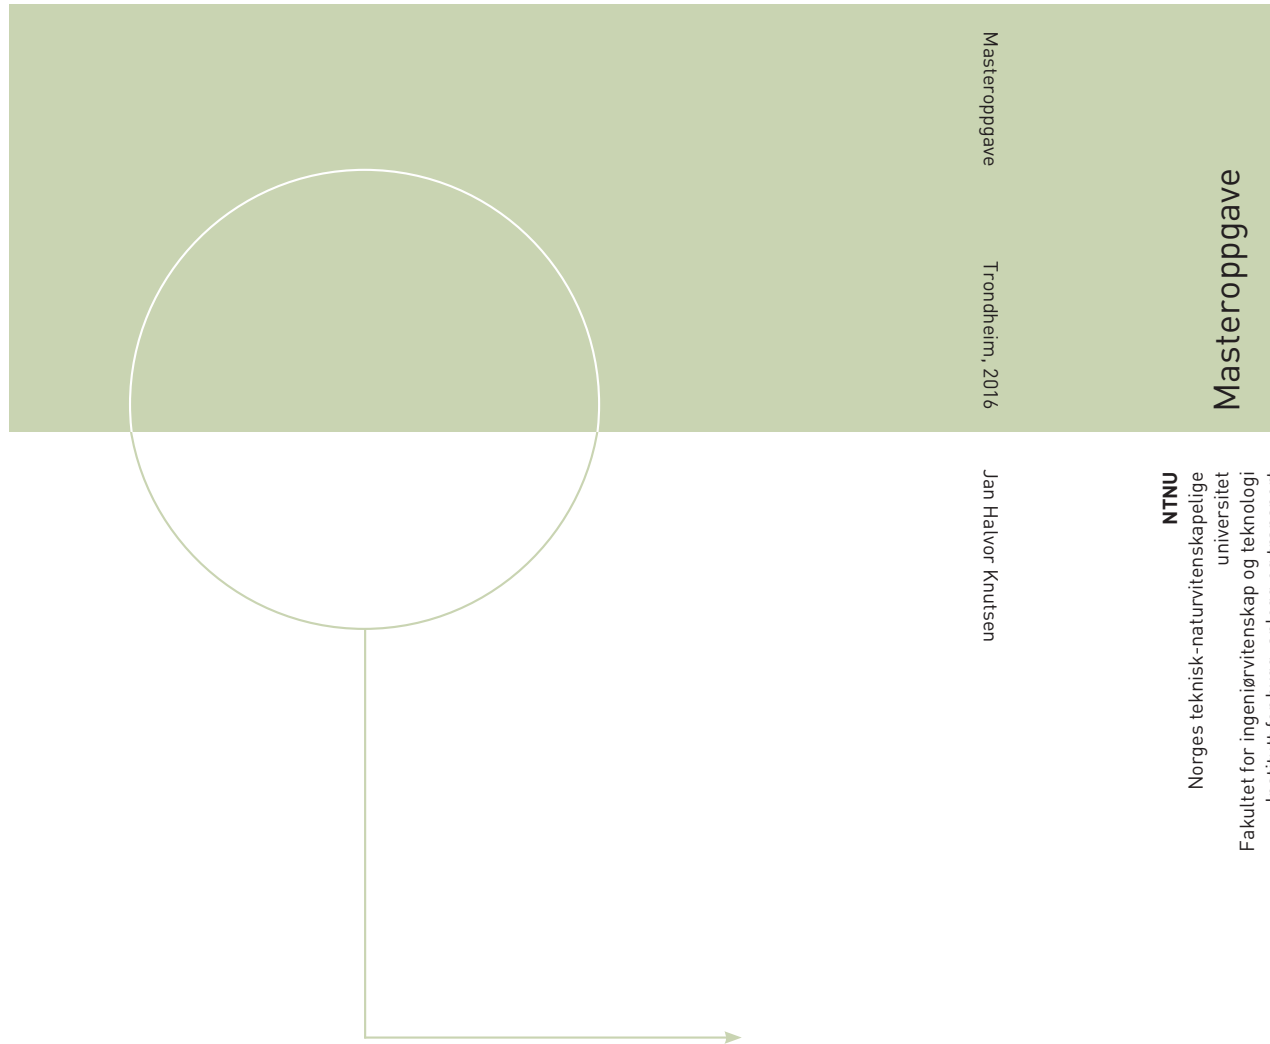 Masteroppgave
Trondheim, 2016
Jan Halvor Knutsen
Masteroppgave
NTNU
Norges teknisk-naturvitenskapelige
universitet
Fakultet for ingeniørvitenskap og teknologi